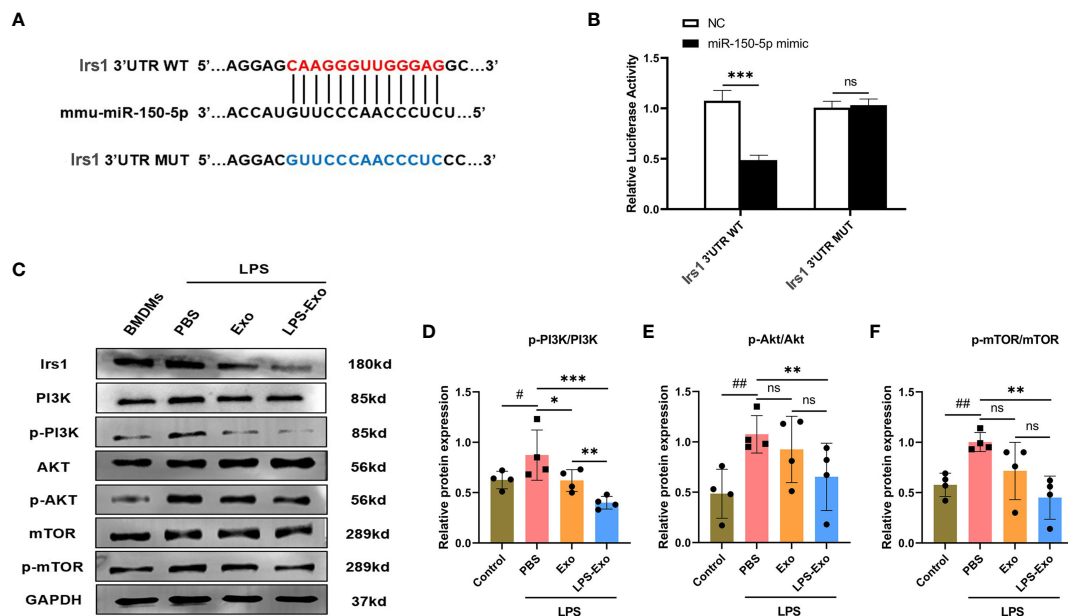 A
Irs1 3'UTR WT 5'...AGGAGCAAGGGUUGGGAGGC...3'
mmu-miR-150-5p 3'...ACCAUGUUCCCAACCCUCU...5'
Irs1 3'UTR MUT 5'...AGGACGUUCCCAACCCUCCC...3'
B
NC
miR-150-5p mimic
Relative Luciferase Activity
1.5
1.0
0.5
0.0
*** ns
Irs1 3'UTR WT
Irs1 3'UTR MUT
C
LPS
BMDMs PBS Exo LPS-Exo
Irs1 180kd
PI3K 85kd
p-PI3K 85kd
AKT 56kd
p-AKT 56kd
mTOR 289kd
p-mTOR 289kd
GAPDH 37kd
D
p-PI3K/PI3K
Relative protein expression
1.5
1.0
0.5
0.0
***
# *
**
Control PBS Exo LPS-Exo
LPS
E
p-Akt/Akt
Relative protein expression
1.5
1.0
0.5
0.0
**
## ns
ns
Control PBS Exo LPS-Exo
LPS
F
p-mTOR/mTOR
Relative protein expression
1.5
1.0
0.5
0.0
**
## ns
ns
Control PBS Exo LPS-Exo
LPS